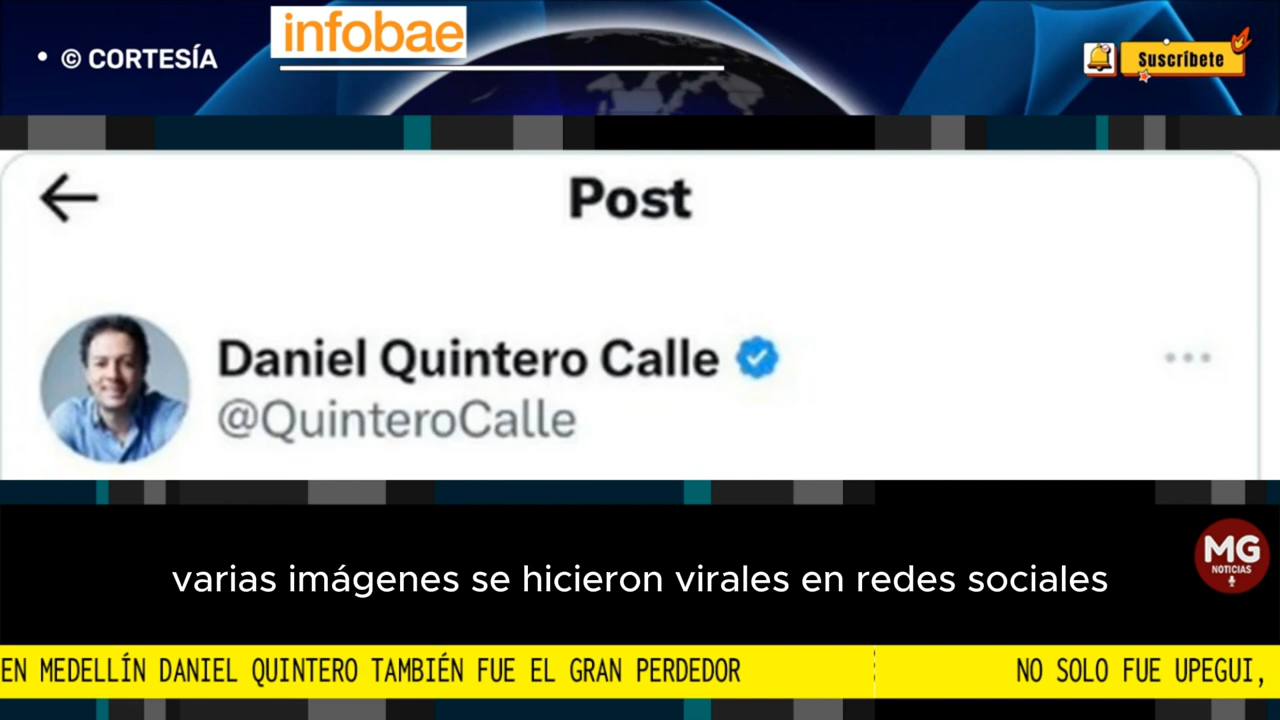 infobae
• © CORTESÍA
Suscríbete
Post
Daniel Quintero Calle
@QuinteroCalle
varias imágenes se hicieron virales en redes sociales
MG
NOTICIAS
EN MEDELLÍN DANIEL QUINTERO TAMBIÉN FUE EL GRAN PERDEDOR
NO SOLO FUE UPEGUI,